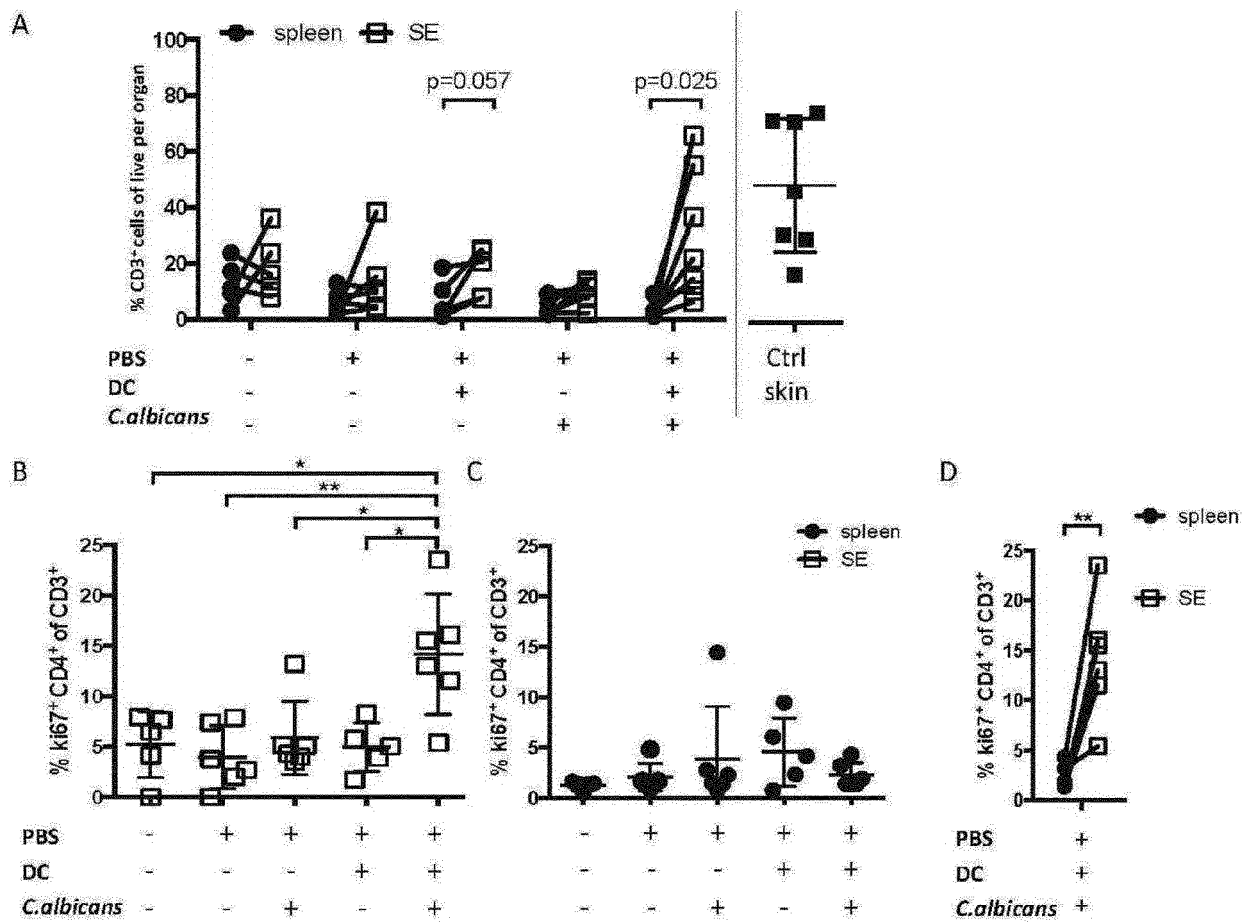 A
spleen SE
% CD3+ cells of live per organ
100
80
60
40
20
0
p=0.057
p=0.025
PBS - + + + +
DC - - + - +
C.albicans - - - + +
Ctrl
skin
B
* 
**
*
*
% ki67+ CD4+ of CD3+
25
20
15
10
5
0
PBS - + + + +
DC - - - + +
C.albicans - - + - +
C
spleen
SE
% ki67+ CD4+ of CD3+
25
20
15
10
5
0
- + + + +
- - - + +
- - + - +
D
spleen
SE
**
% ki67+ CD4+ of CD3+
25
20
15
10
5
0
PBS +
DC +
C.albicans +